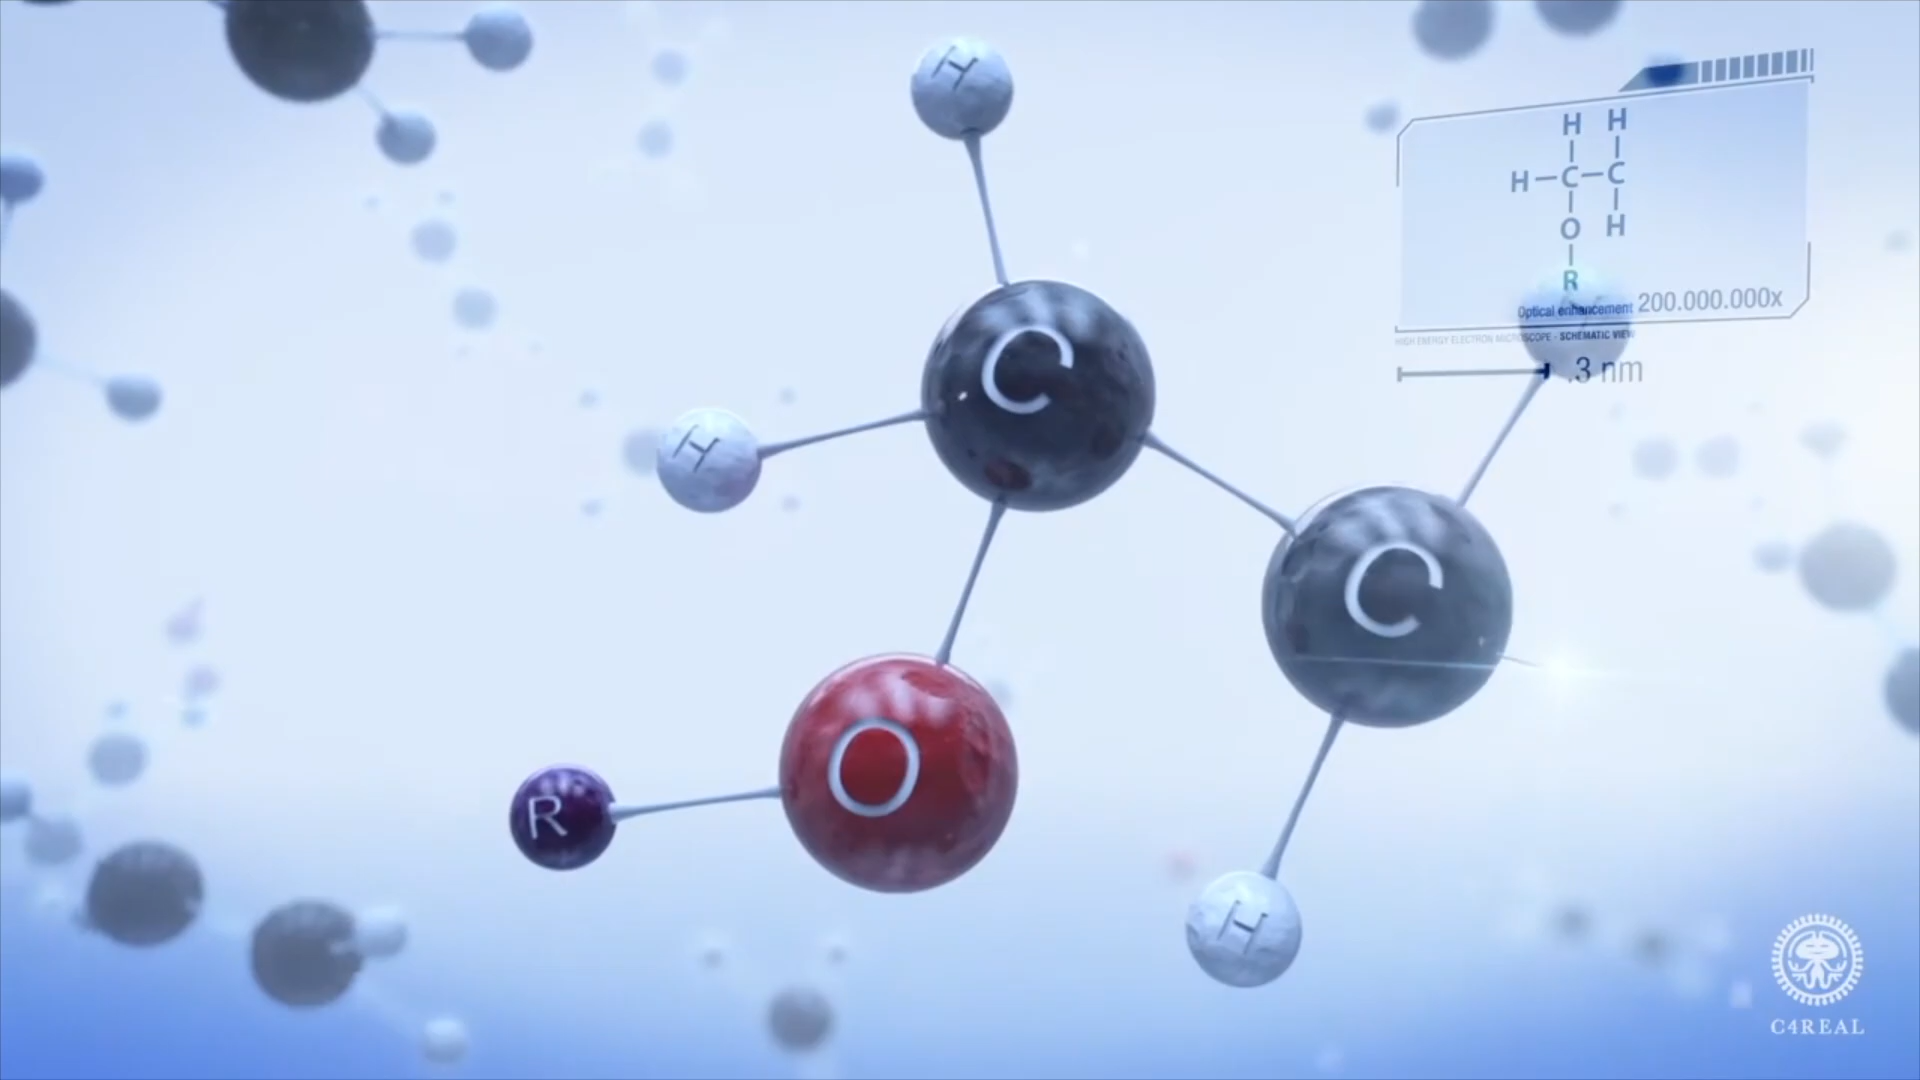 H
H H
H C C
O H
R
Optical enhancement 200.000.000x
HIGH ENERGY ELECTRON MICROSCOPE - SCHEMATIC VIEW
.3 nm
C
H
C
O
R
H
C4REAL